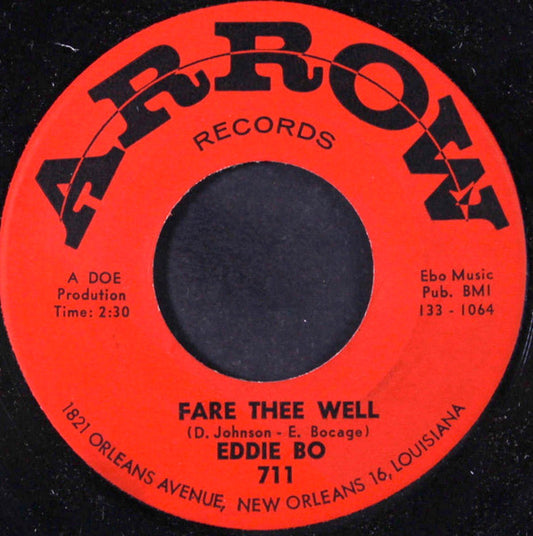 ARROW
RECORDS
A DOE
Prodution
Time: 2:30
Ebo Music
Pub. BMI
133 - 1064
FARE THEE WELL
(D. Johnson - E. Bocage)
EDDIE BO
711
1821 ORLEANS AVENUE, NEW ORLEANS 16, LOUISIANA